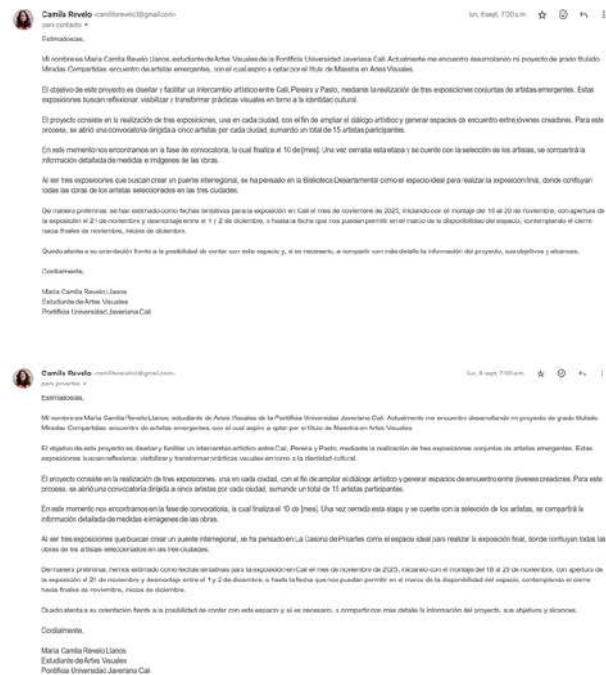 Camila Revelo
lun, 8 sept, 7:20 a.m.
para contacto
Estimados/as,
Mi nombre es Maria Camila Revelo Llanos, estudiante de Artes Visuales de la Pontificia Universidad Javeriana Cali. Actualmente me encuentro desarrollando mi proyecto de grado titulado
Miradas Compartidas: encuentro de artistas emergentes, con el cual aspiro a optar por el título de Maestra en Artes Visuales.
El objetivo de este proyecto es diseñar y facilitar un intercambio artístico entre Cali, Pereira y Pasto, mediante la realización de tres exposiciones conjuntas de artistas emergentes. Estas
exposiciones buscan reflexionar, visibilizar y transformar prácticas visuales en torno a la identidad cultural.
El proyecto consiste en la realización de tres exposiciones, una en cada ciudad, con el fin de ampliar el diálogo artístico y generar espacios de encuentro entre jóvenes creadores. Para este
proceso, se abrió una convocatoria dirigida a cinco artistas por cada ciudad, sumando un total de 15 artistas participantes.
En este momento nos encontramos en la fase de convocatoria, la cual finaliza el 10 de [mes]. Una vez cerrada esta etapa y se cuente con la selección de los artistas, se compartirá la
información detallada de medidas e imágenes de las obras.
Al ser tres exposiciones que buscan crear un puente interregional, se ha pensado en la Biblioteca Departamental como el espacio ideal para realizar la exposición final, donde confluyan
todas las obras de los artistas seleccionados en las tres ciudades.
De manera preliminar, se han estimado como fechas tentativas para la exposición en Cali el mes de noviembre de 2025, iniciando con el montaje del 18 al 20 de noviembre, con apertura de
la exposición el 21 de noviembre y desmontaje entre el 1 y 2 de diciembre, o hasta la fecha que nos puedan permitir en el marco de la disponibilidad del espacio, contemplando el cierre
hacia finales de noviembre, inicios de diciembre.
Quedo atenta a su orientación frente a la posibilidad de contar con este espacio y, si es necesario, a compartir con más detalle la información del proyecto, sus objetivos y alcances.
Cordialmente,
Maria Camila Revelo Llanos
Estudiante de Artes Visuales
Pontificia Universidad Javeriana Cali
Camila Revelo
lun, 8 sept, a.m.
para proartes
Estimados/as,
Mi nombre es Maria Camila Revelo Llanos, estudiante de Artes Visuales de la Pontificia Universidad Javeriana Cali. Actualmente me encuentro desarrollando mi proyecto de grado titulado
Miradas Compartidas: encuentro de artistas emergentes, con el cual aspiro a optar por el título de Maestra en Artes Visuales.
El objetivo de este proyecto es diseñar y facilitar un intercambio artístico entre Cali, Pereira y Pasto, mediante la realización de tres exposiciones conjuntas de artistas emergentes. Estas
exposiciones buscan reflexionar, visibilizar y transformar prácticas visuales en torno a la identidad cultural.
El proyecto consiste en la realización de tres exposiciones, una en cada ciudad, con el fin de ampliar el diálogo artístico y generar espacios de encuentro entre jóvenes creadores. Para este
proceso, se abrió una convocatoria dirigida a cinco artistas por cada ciudad, sumando un total de 15 artistas participantes.
En este momento nos encontramos en la fase de convocatoria, la cual finaliza el 10 de [mes]. Una vez cerrada esta etapa y se cuente con la selección de los artistas, se compartirá la
información detallada de medidas e imágenes de las obras.
Al ser tres exposiciones que buscan crear un puente interregional, se ha pensado en La Casona de Proartes como el espacio ideal para realizar la exposición final, donde confluyan todas las
obras de los artistas seleccionados en las tres ciudades.
De manera preliminar, hemos estimado como fechas tentativas para la exposición en Cali el mes de noviembre de 2025, iniciando con el montaje del 18 al 20 de noviembre, con apertura de
la exposición el 21 de noviembre y desmontaje entre el 1 y 2 de diciembre, o hasta la fecha que nos puedan permitir en el marco de la disponibilidad del espacio, contemplando el cierre
hacia finales de noviembre, inicios de diciembre.
Quedo atenta a su orientación frente a la posibilidad de contar con este espacio y si es necesario, a compartir con más detalle la información del proyecto, sus objetivos y alcances.
Cordialmente,
Maria Camila Revelo Llanos
Estudiante de Artes Visuales
Pontificia Universidad Javeriana Cali